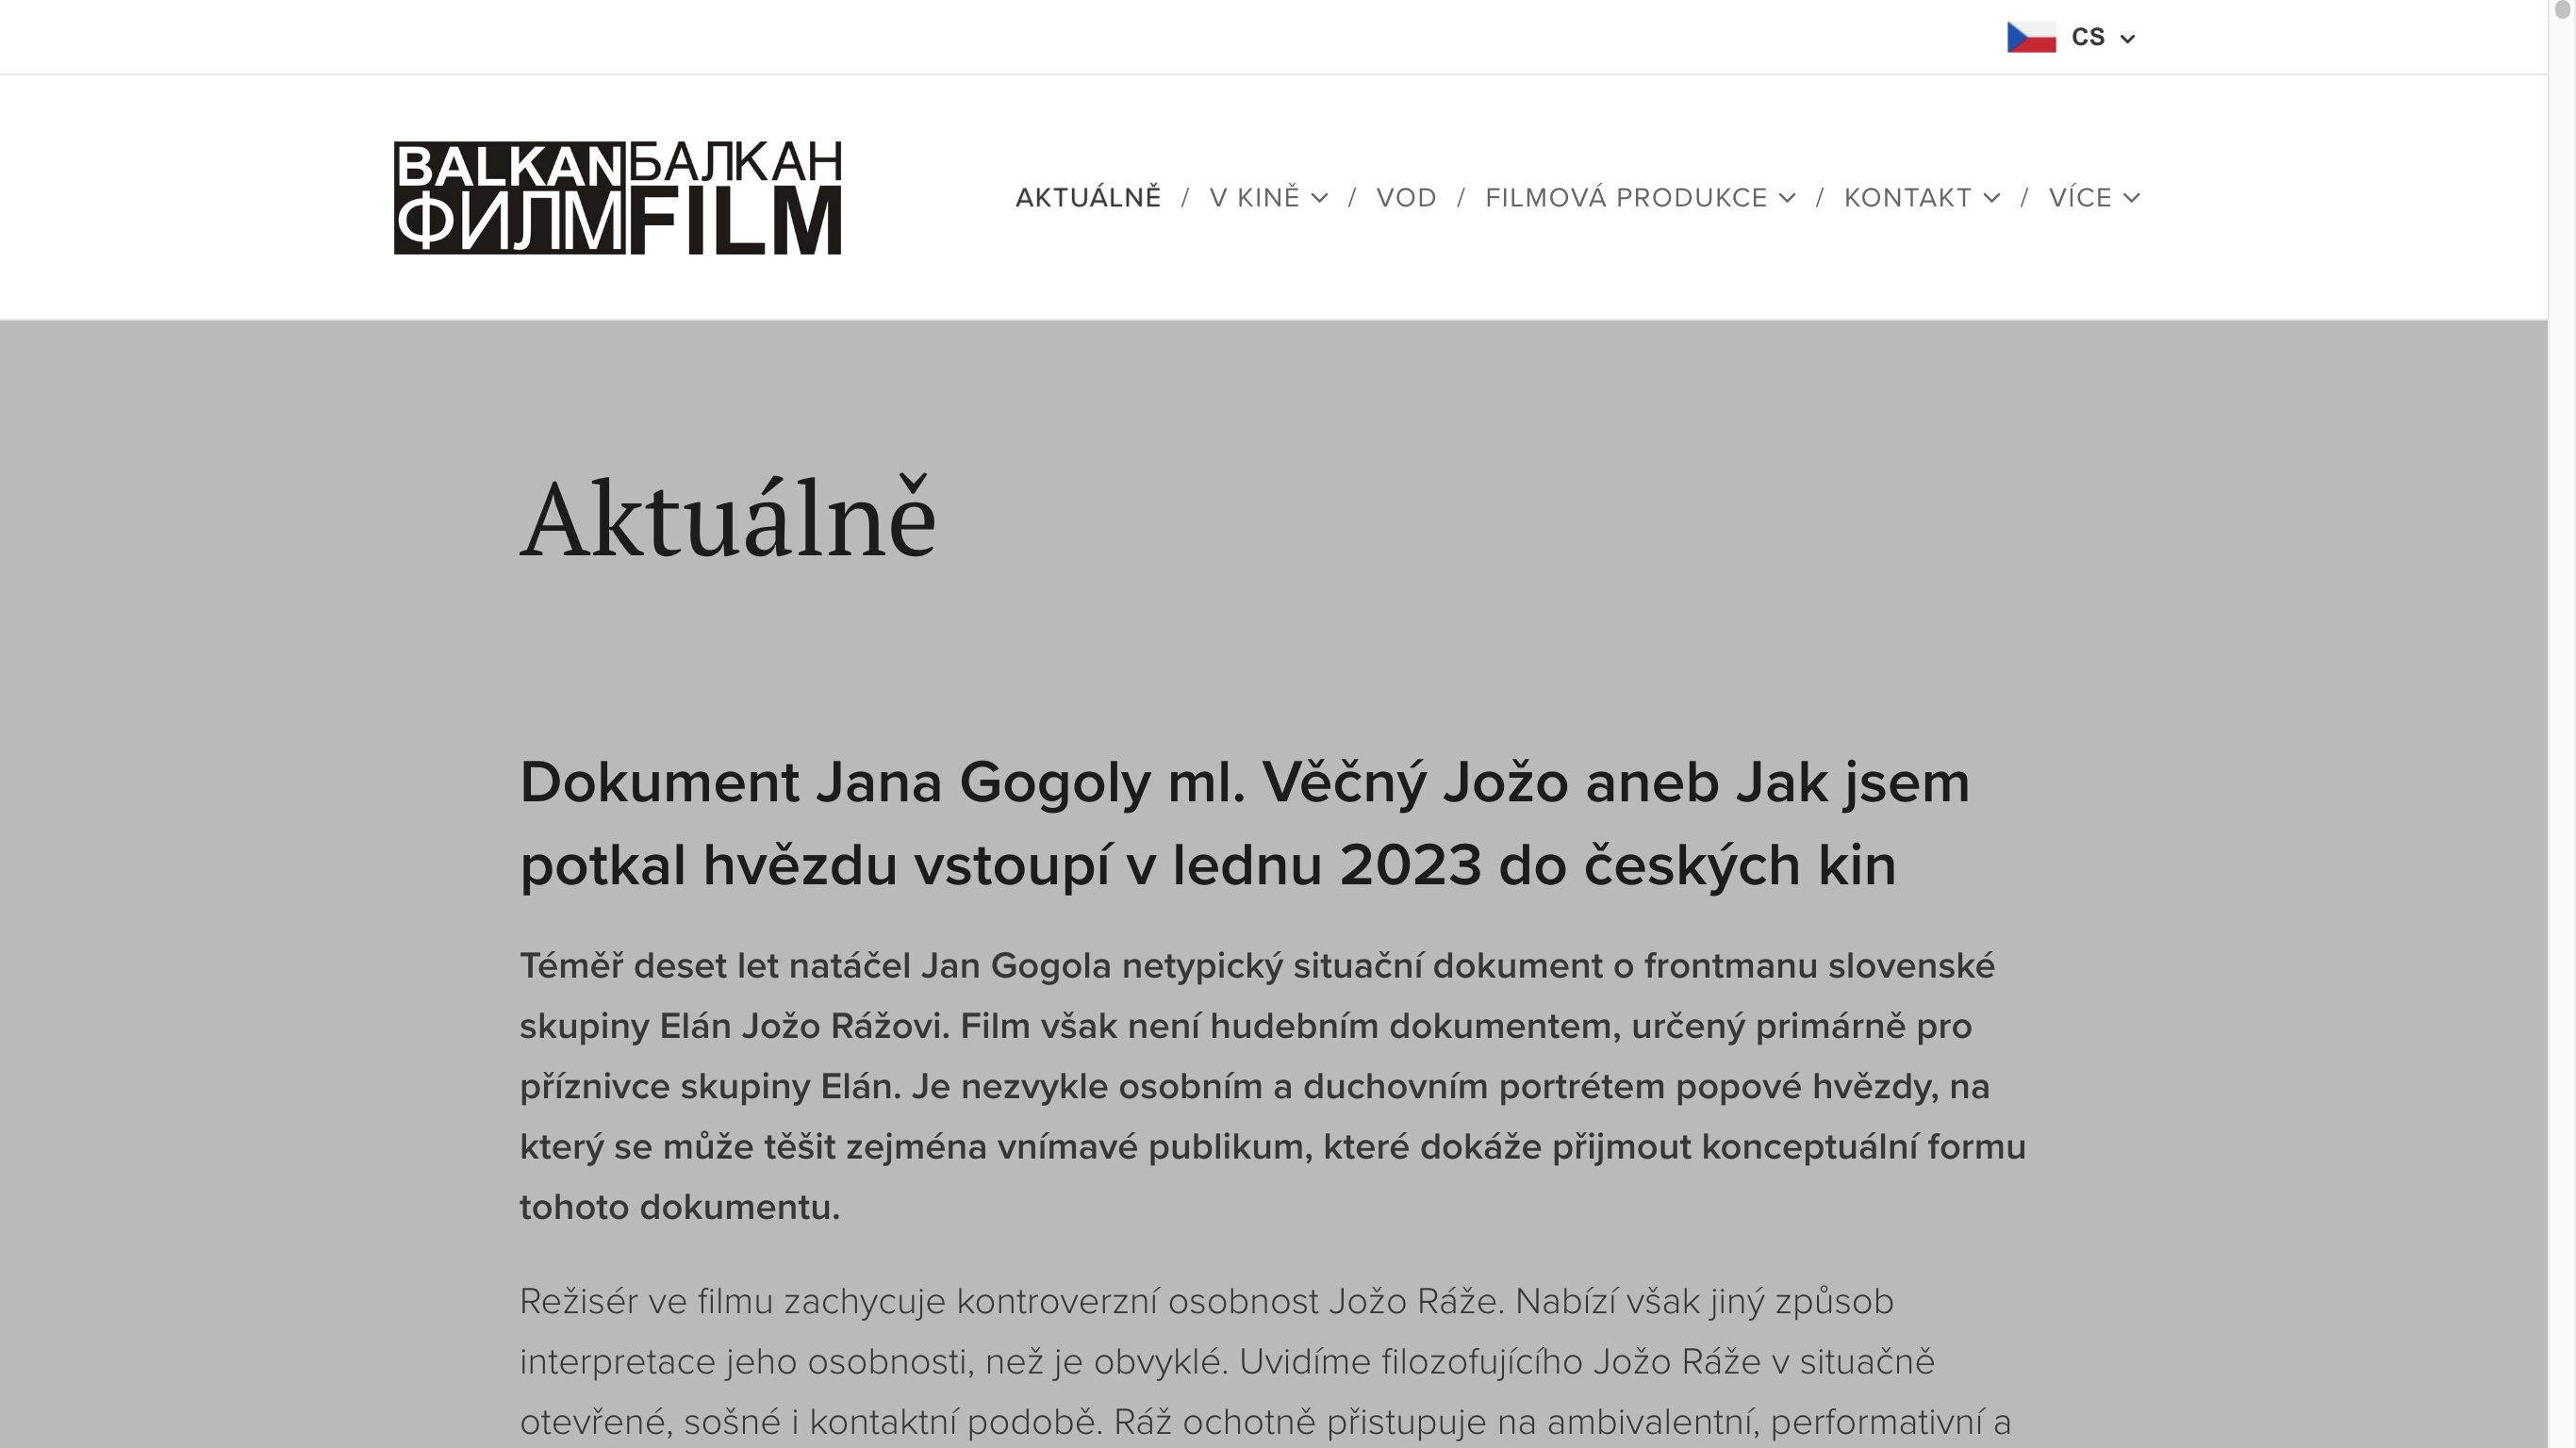 CS
BALKAN БАЛКАН
ФИЛМ FILM
AKTUÁLNĚ / V KINĚ / VOD / FILMOVÁ PRODUKCE / KONTAKT / VÍCE
Aktuálně
Dokument Jana Gogoly ml. Věčný Jožo aneb Jak jsem
potkal hvězdu vstoupí v lednu 2023 do českých kin
Téměř deset let natáčel Jan Gogola netypický situační dokument o frontmanu slovenské
skupiny Elán Jožo Rážovi. Film však není hudebním dokumentem, určený primárně pro
příznivce skupiny Elán. Je nezvykle osobním a duchovním portrétem popové hvězdy, na
který se může těšit zejména vnímavé publikum, které dokáže přijmout konceptuální formu
tohoto dokumentu.
Režisér ve filmu zachycuje kontroverzní osobnost Jožo Ráže. Nabízí však jiný způsob
interpretace jeho osobnosti, než je obvyklé. Uvidíme filozofujícího Jožo Ráže v situačně
otevřené, sošné i kontaktní podobě. Ráž ochotně přistupuje na ambivalentní, performativní a